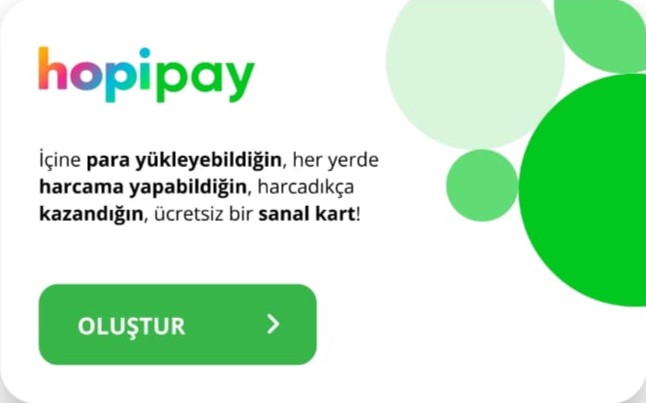 hopipay
İçine para yükleyebildiğin, her yerde
harcama yapabildiğin, harcadıkça
kazandığın, ücretsiz bir sanal kart!
OLUŞTUR